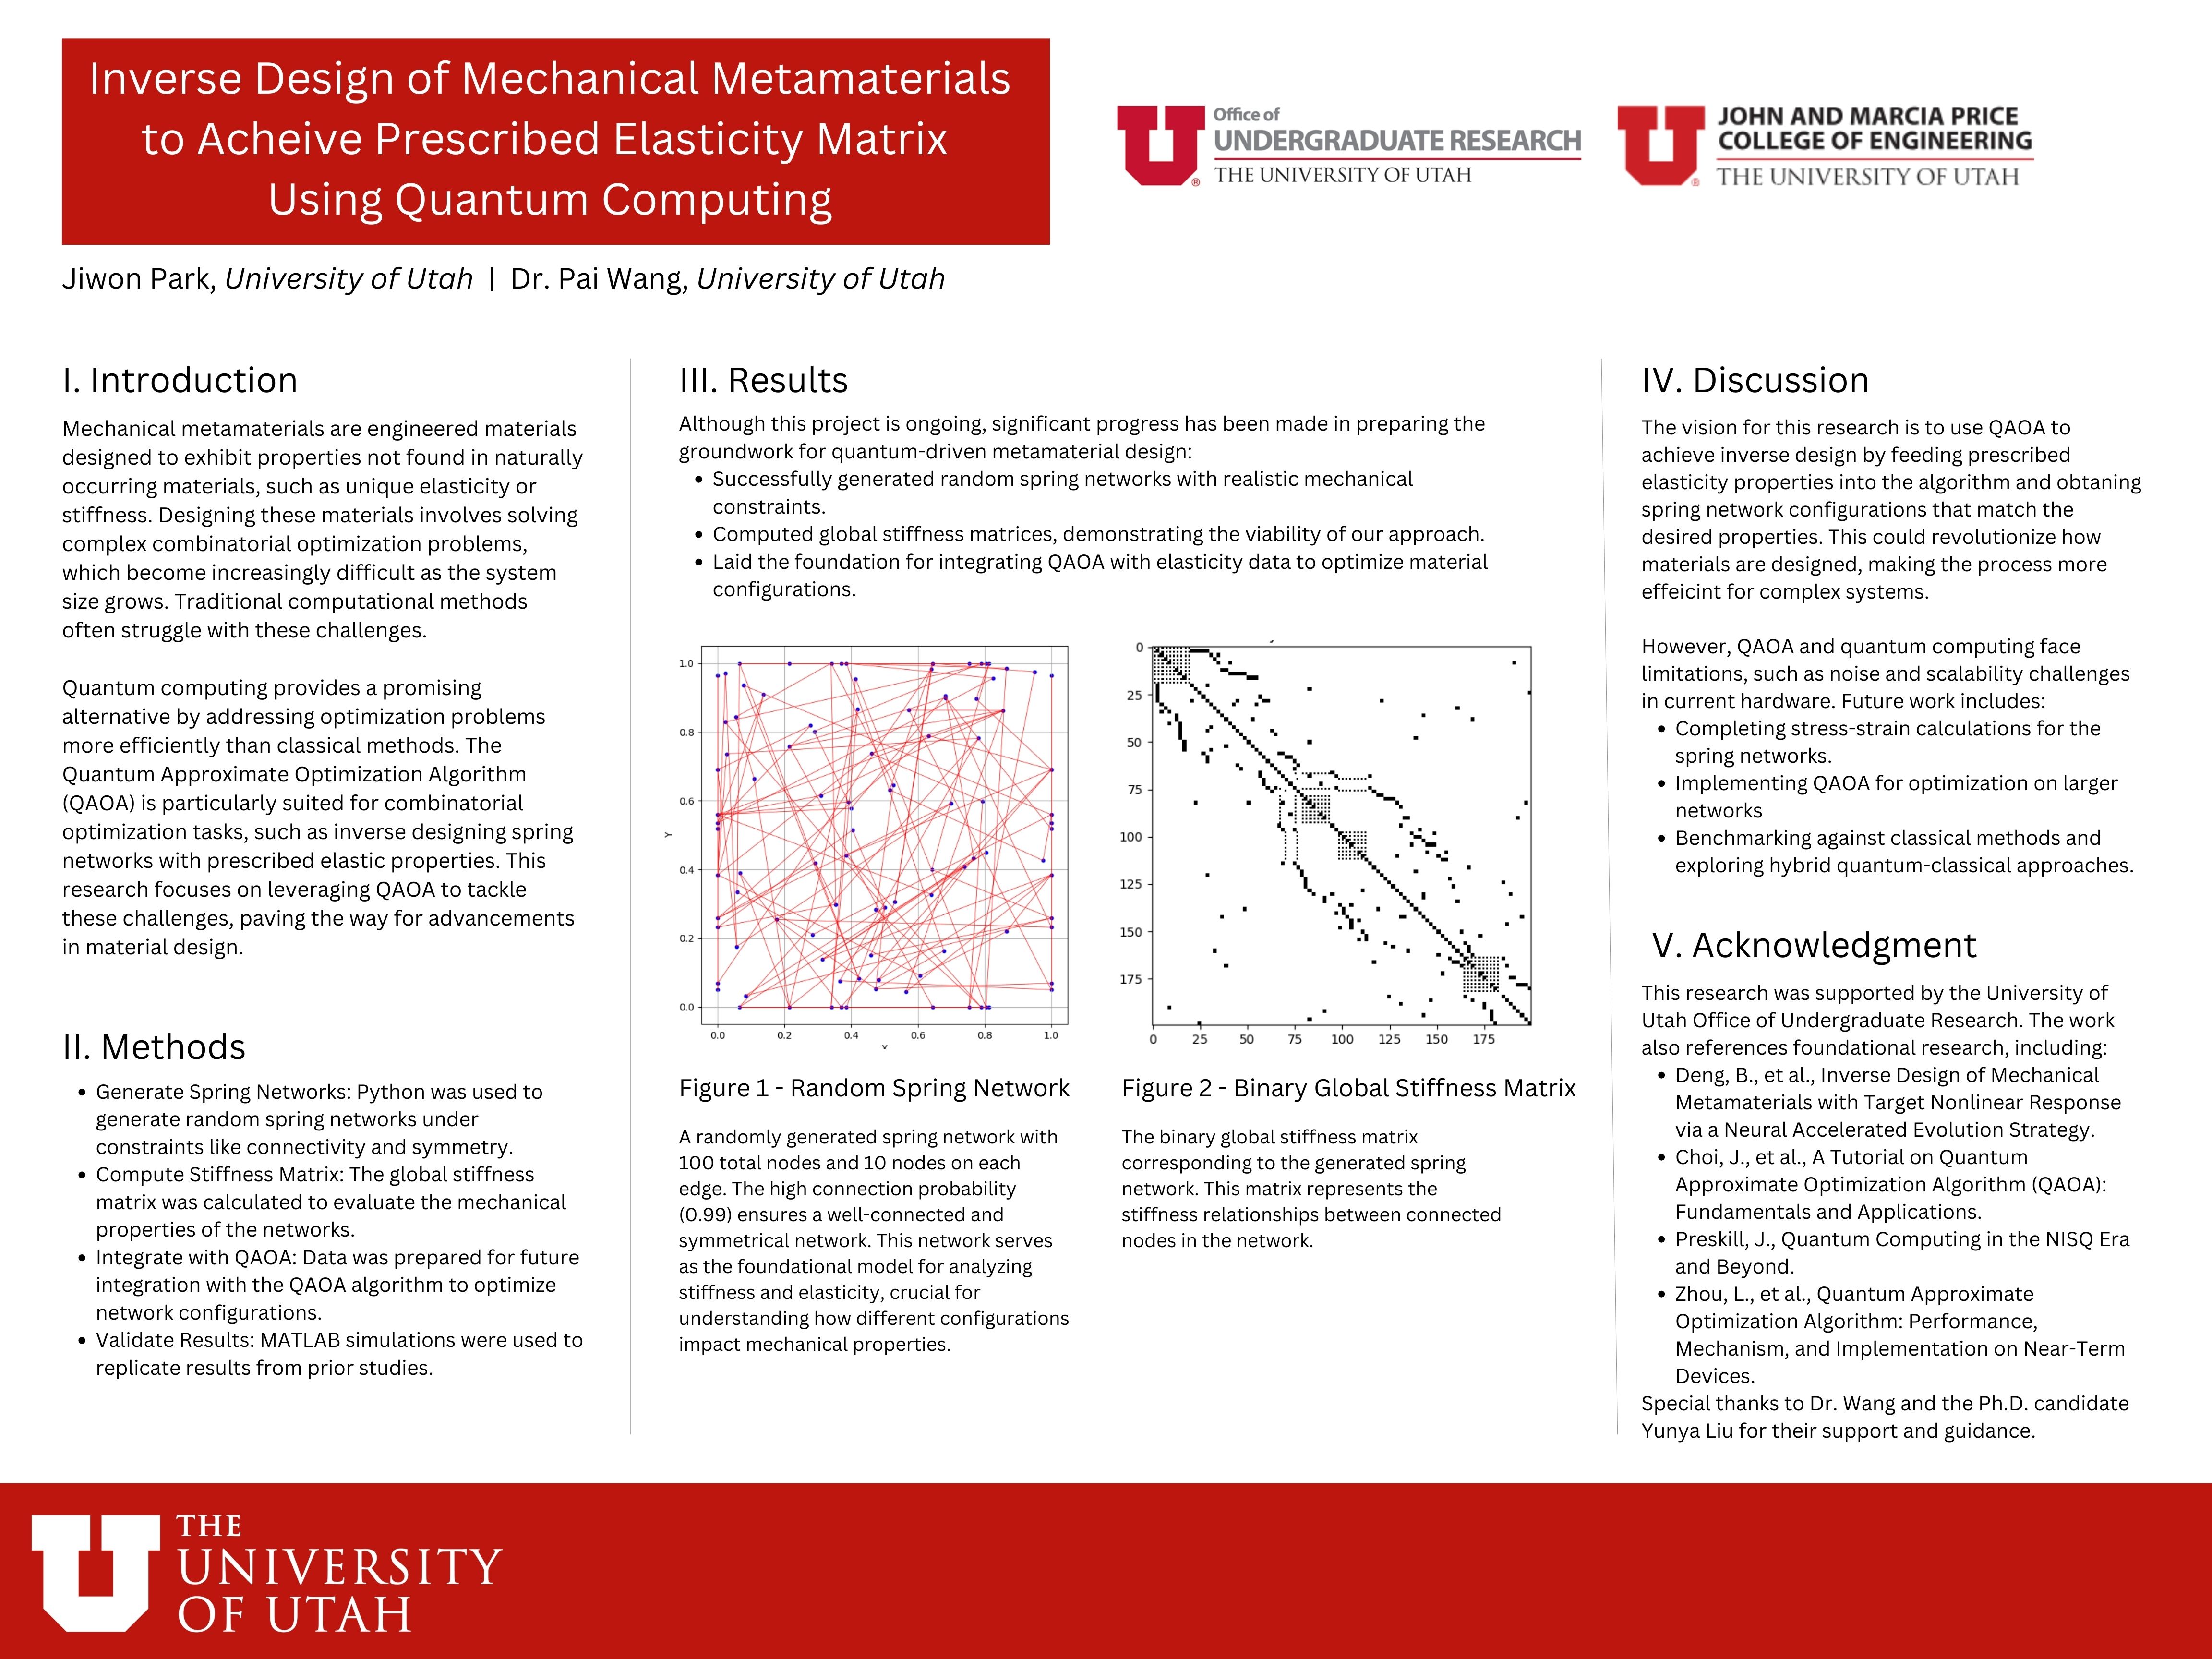 Inverse Design of Mechanical Metamaterials
to Acheive Prescribed Elasticity Matrix
Using Quantum Computing
Office of
UNDERGRADUATE RESEARCH
THE UNIVERSITY OF UTAH
JOHN AND MARCIA PRICE
COLLEGE OF ENGINEERING
THE UNIVERSITY OF UTAH
Jiwon Park, University of Utah | Dr. Pai Wang, University of Utah
I. Introduction
Mechanical metamaterials are engineered materials
designed to exhibit properties not found in naturally
occurring materials, such as unique elasticity or
stiffness. Designing these materials involves solving
complex combinatorial optimization problems,
which become increasingly difficult as the system
size grows. Traditional computational methods
often struggle with these challenges.
Quantum computing provides a promising
alternative by addressing optimization problems
more efficiently than classical methods. The
Quantum Approximate Optimization Algorithm
(QAOA) is particularly suited for combinatorial
optimization tasks, such as inverse designing spring
networks with prescribed elastic properties. This
research focuses on leveraging QAOA to tackle
these challenges, paving the way for advancements
in material design.
II. Methods
• Generate Spring Networks: Python was used to
generate random spring networks under
constraints like connectivity and symmetry.
• Compute Stiffness Matrix: The global stiffness
matrix was calculated to evaluate the mechanical
properties of the networks.
• Integrate with QAOA: Data was prepared for future
integration with the QAOA algorithm to optimize
network configurations.
• Validate Results: MATLAB simulations were used to
replicate results from prior studies.
III. Results
Although this project is ongoing, significant progress has been made in preparing the
groundwork for quantum-driven metamaterial design:
• Successfully generated random spring networks with realistic mechanical
constraints.
• Computed global stiffness matrices, demonstrating the viability of our approach.
• Laid the foundation for integrating QAOA with elasticity data to optimize material
configurations.
1.0
0.8
0.6
0.4
0.2
0.0
Y
0.0 0.2 0.4 0.6 0.8 1.0
0
25
50
75
100
125
150
175
0 25 50 75 100 125 150 175
Figure 1 - Random Spring Network
A randomly generated spring network with
100 total nodes and 10 nodes on each
edge. The high connection probability
(0.99) ensures a well-connected and
symmetrical network. This network serves
as the foundational model for analyzing
stiffness and elasticity, crucial for
understanding how different configurations
impact mechanical properties.
Figure 2 - Binary Global Stiffness Matrix
The binary global stiffness matrix
corresponding to the generated spring
network. This matrix represents the
stiffness relationships between connected
nodes in the network.
IV. Discussion
The vision for this research is to use QAOA to
achieve inverse design by feeding prescribed
elasticity properties into the algorithm and obtaning
spring network configurations that match the
desired properties. This could revolutionize how
materials are designed, making the process more
effeicint for complex systems.
However, QAOA and quantum computing face
limitations, such as noise and scalability challenges
in current hardware. Future work includes:
• Completing stress-strain calculations for the
spring networks.
• Implementing QAOA for optimization on larger
networks
• Benchmarking against classical methods and
exploring hybrid quantum-classical approaches.
V. Acknowledgment
This research was supported by the University of
Utah Office of Undergraduate Research. The work
also references foundational research, including:
• Deng, B., et al., Inverse Design of Mechanical
Metamaterials with Target Nonlinear Response
via a Neural Accelerated Evolution Strategy.
• Choi, J., et al., A Tutorial on Quantum
Approximate Optimization Algorithm (QAOA):
Fundamentals and Applications.
• Preskill, J., Quantum Computing in the NISQ Era
and Beyond.
• Zhou, L., et al., Quantum Approximate
Optimization Algorithm: Performance,
Mechanism, and Implementation on Near-Term
Devices.
Special thanks to Dr. Wang and the Ph.D. candidate
Yunya Liu for their support and guidance.
THE
UNIVERSITY
OF UTAH